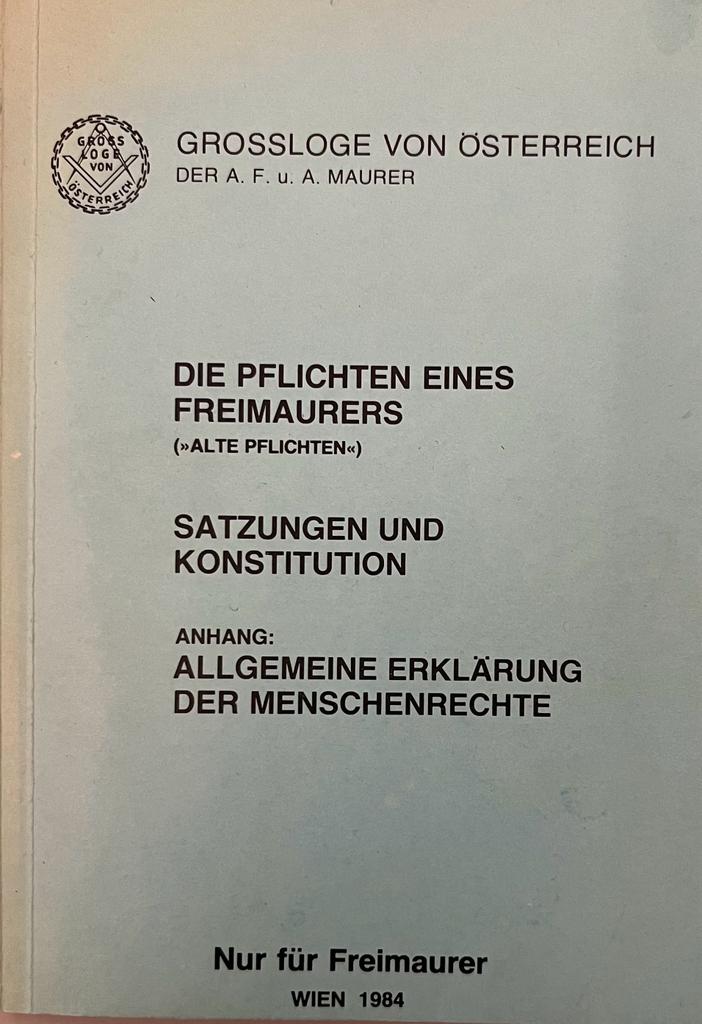 GROSS
LOGE
VON
ÖSTERREICH
GROSSLOGE VON ÖSTERREICH
DER A. F. u. A. MAURER
DIE PFLICHTEN EINES
FREIMAURERS
(»ALTE PFLICHTEN«)
SATZUNGEN UND
KONSTITUTION
ANHANG:
ALLGEMEINE ERKLÄRUNG
DER MENSCHENRECHTE
Nur für Freimaurer
WIEN 1984